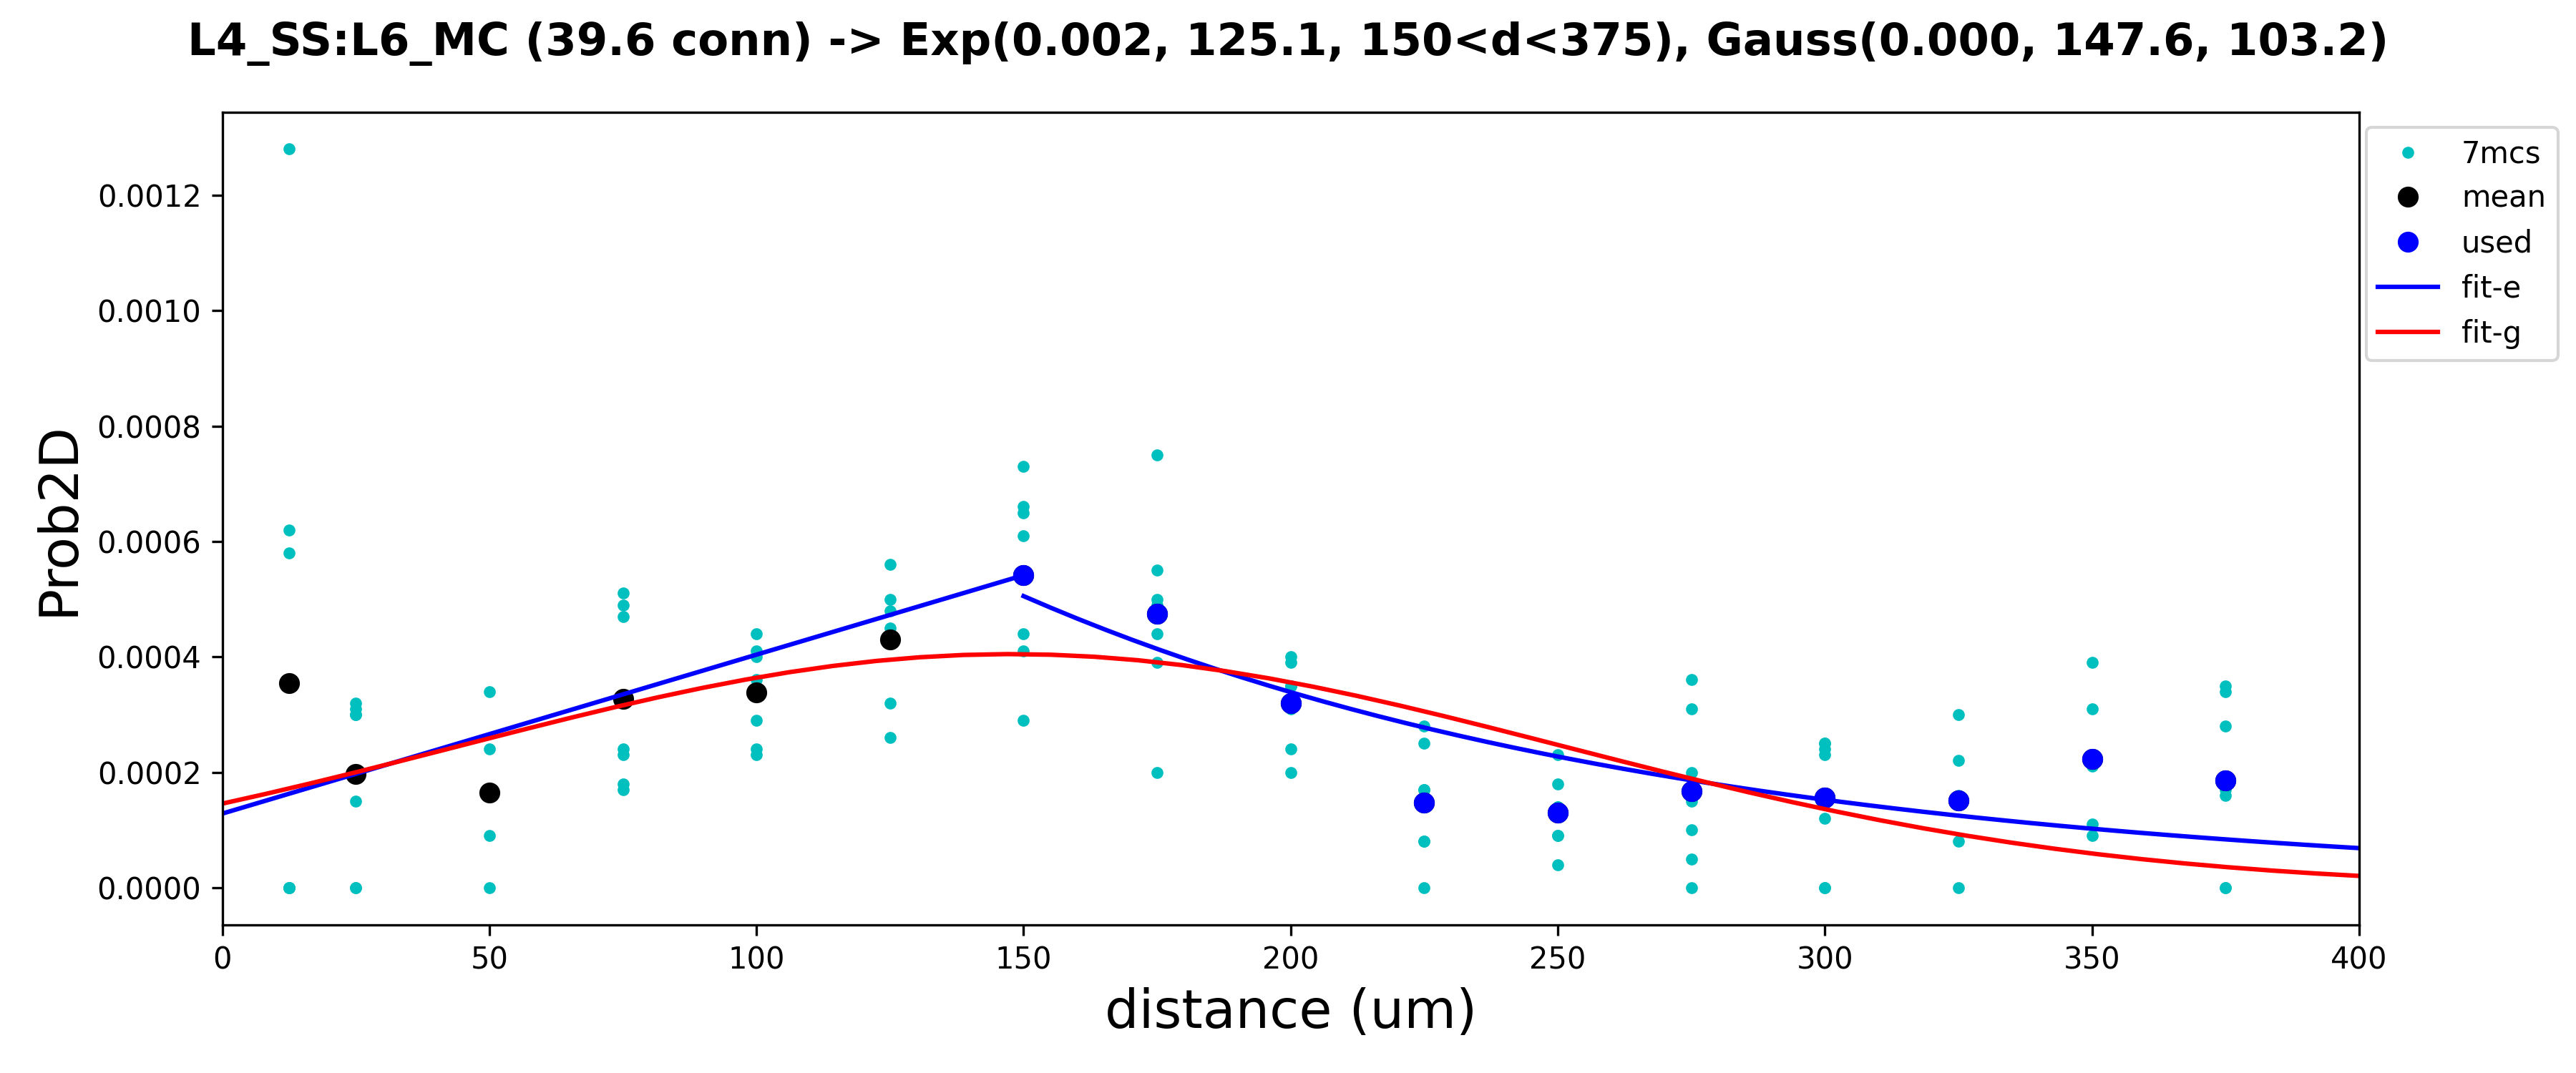 L4_SS:L6_MC (39.6 conn) -> Exp(0.002, 125.1, 150<d<375), Gauss(0.000, 147.6, 103.2)
7mcs
mean
used
fit-e
fit-g
Prob2D
0.0012
0.0010
0.0008
0.0006
0.0004
0.0002
0.0000
0 50 100 150 200 250 300 350 400
distance (um)